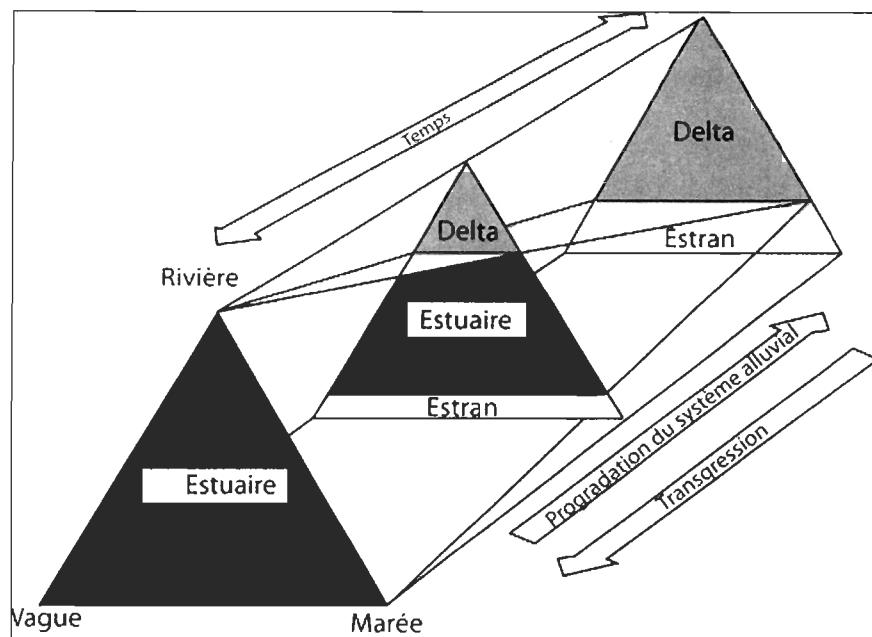 Temps
Delta
Delta
Estran
Rivière
Estuaire
Estran
Progradation du système alluvial
Transgression
Estuaire
Vague
Marée